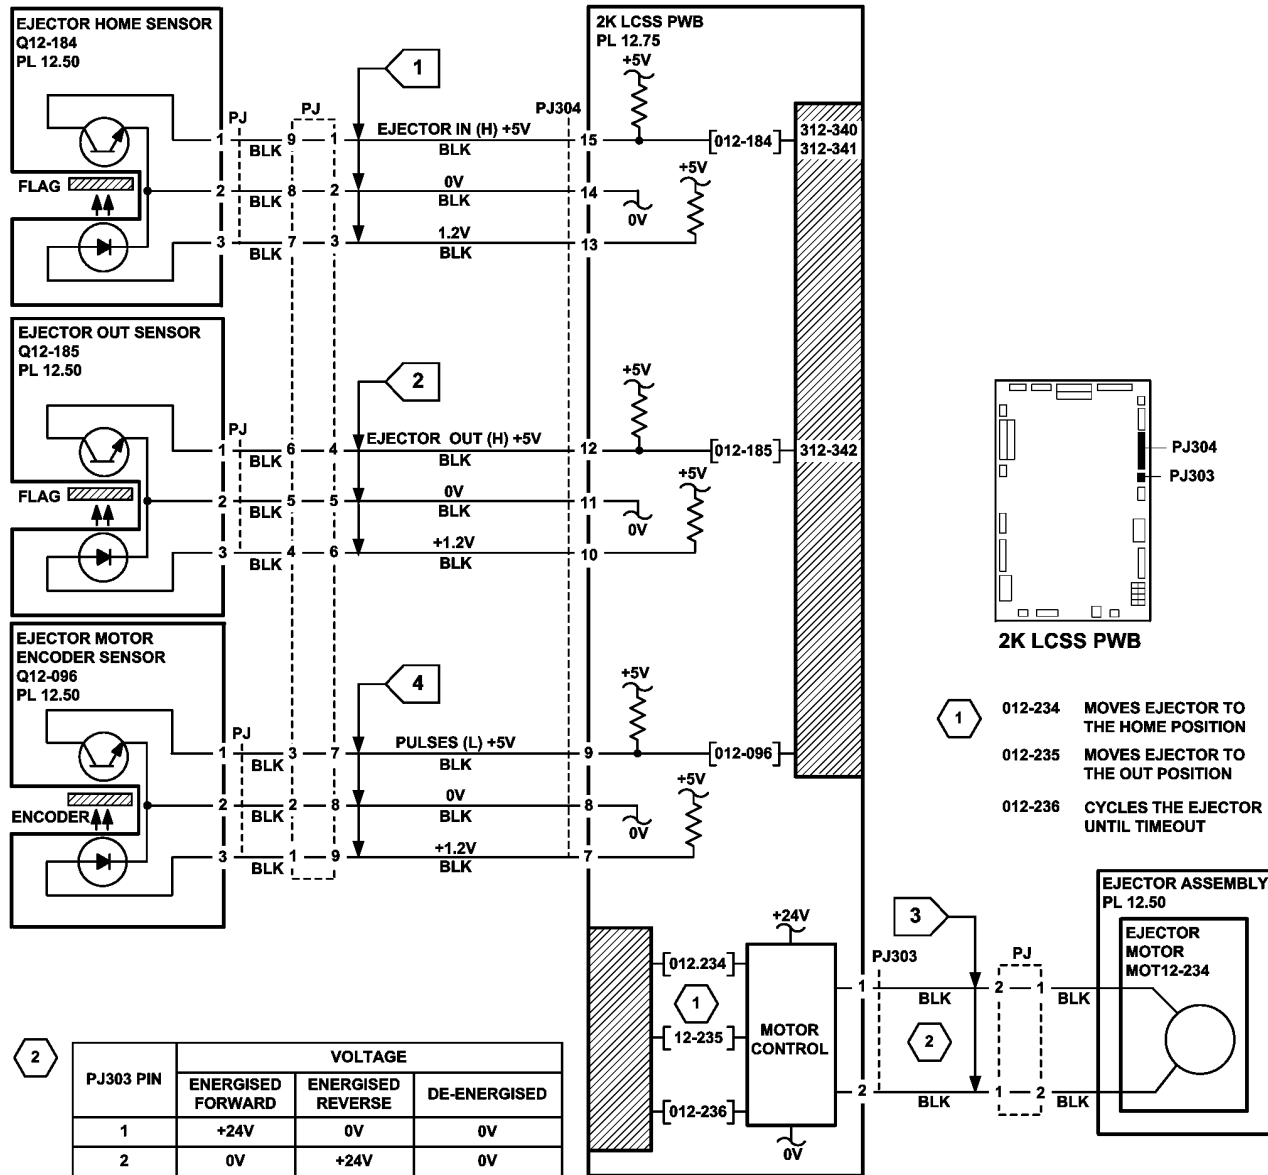 EJECTOR HOME SENSOR
Q12-184
PL 12.50
FLAG
1
2
3
PJ
BLK
BLK
BLK
9
8
7
PJ
1
2
3
1
EJECTOR IN (H) +5V
BLK
0V
BLK
1.2V
BLK
PJ304
15
14
13
2K LCSS PWB
PL 12.75
+5V
[012-184]
312-340
312-341
+5V
0V
EJECTOR OUT SENSOR
Q12-185
PL 12.50
FLAG
1
2
3
PJ
BLK
BLK
BLK
6
5
4
4
5
6
2
EJECTOR OUT (H) +5V
BLK
0V
BLK
+1.2V
BLK
12
11
10
+5V
[012-185]
312-342
+5V
0V
EJECTOR MOTOR
ENCODER SENSOR
Q12-096
PL 12.50
ENCODER
1
2
3
PJ
BLK
BLK
BLK
3
2
1
7
8
9
4
PULSES (L) +5V
BLK
0V
BLK
+1.2V
BLK
9
8
7
+5V
[012-096]
+5V
0V
PJ304
PJ303
2K LCSS PWB
1
012-234 MOVES EJECTOR TO
THE HOME POSITION
012-235 MOVES EJECTOR TO
THE OUT POSITION
012-236 CYCLES THE EJECTOR
UNTIL TIMEOUT
[012.234]
1
[12-235]
[012-236]
+24V
MOTOR
CONTROL
0V
1
2
PJ303
3
BLK
2
BLK
2
1
PJ
1
2
BLK
BLK
EJECTOR ASSEMBLY
PL 12.50
EJECTOR
MOTOR
MOT12-234
2
PJ303 PIN VOLTAGE
ENERGISED FORWARD ENERGISED REVERSE DE-ENERGISED
1 +24V 0V 0V
2 0V +24V 0V